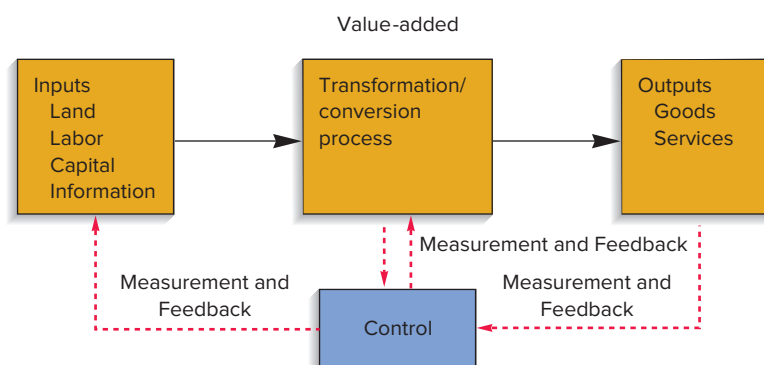 Value-added
Inputs
Land
Labor
Capital
Information
Transformation/
conversion
process
Outputs
Goods
Services
Measurement and Feedback
Measurement and
Feedback
Measurement and
Feedback
Control